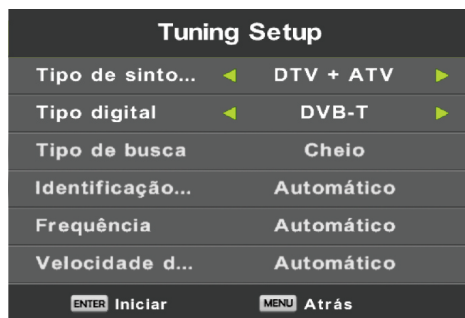 Tuning Setup
Tipo de sinto... DTV + ATV
Tipo digital DVB-T
Tipo de busca Cheio
Identificação... Automático
Frequência Automático
Velocidade d... Automático
ENTER Iniciar MENU Atrás